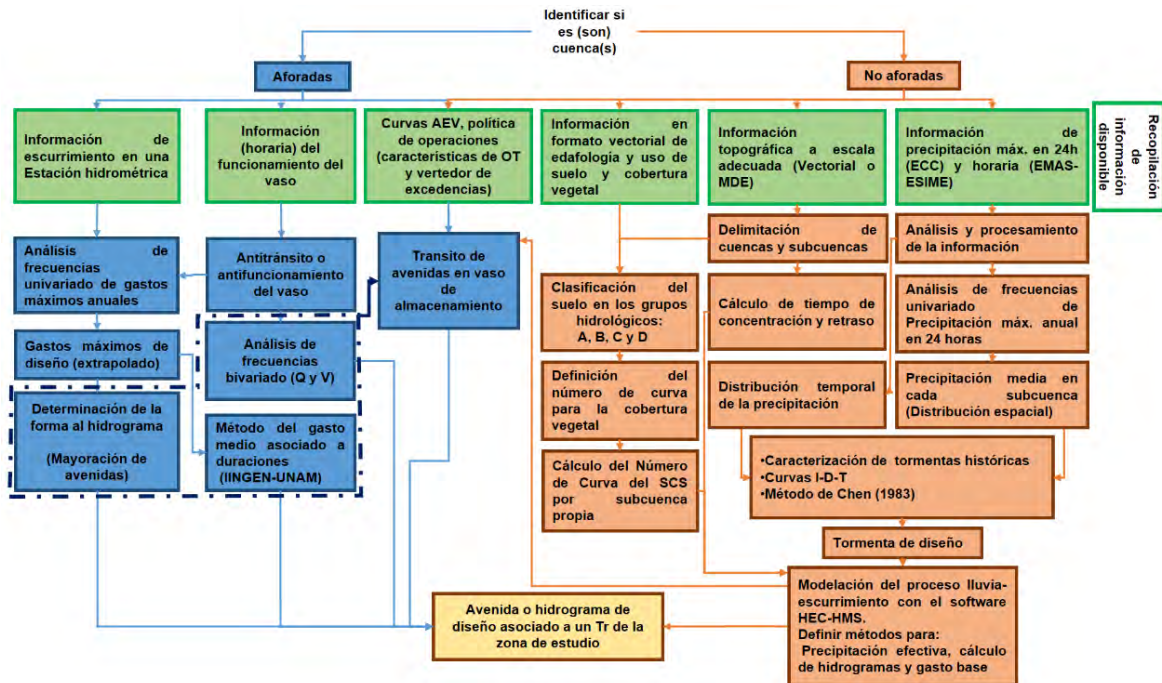 Identificar si
es (son)
cuenca(s)
Aforadas
No aforadas
Información de
escurrimiento en una
Estación hidrométrica
Información
(horaria) del
funcionamiento del
vaso
Curvas AEV, política
de operaciones
(características de OT
y vertedor de
excedencias)
Información en
formato vectorial de
edafología y uso de
suelo y cobertura
vegetal
Información
topográfica a escala
adecuada (Vectorial o
MDE)
Información de
precipitación máx. en 24h
(ECC) y horaria (EMAS-
ESIME)
Recopilación
de
información
disponible
Análisis de
frecuencias
univariado de gastos
máximos anuales
Antitránsito o
antifuncionamiento
del vaso
Transito de
avenidas en vaso
de
almacenamiento
Delimitación de
cuencas y subcuencas
Análisis y procesamiento
de la información
Clasificación del
suelo en los grupos
hidrológicos:
A, B, C y D
Cálculo de tiempo de
concentración y retraso
Análisis de frecuencias
univariado de
Precipitación máx. anual
en 24 horas
Gastos máximos de
diseño (extrapolado)
Análisis de
frecuencias
bivariado (Q y V)
Definición del
número de curva
para la cobertura
vegetal
Distribución temporal
de la precipitación
Precipitación media en
cada subcuenca
(Distribución espacial)
Determinación de la
forma al hidrograma
(Mayoración de
avenidas)
Método del gasto
medio asociado a
duraciones
(IINGEN-UNAM)
Cálculo del Número
de Curva del SCS
por subcuenca
propia
•Caracterización de tormentas históricas
•Curvas I-D-T
•Método de Chen (1983)
Tormenta de diseño
Modelación del proceso lluvia-
escurrimiento con el software
HEC-HMS.
Definir métodos para:
Precipitación efectiva, cálculo
de hidrogramas y gasto base
Avenida o hidrograma de
diseño asociado a un Tr de la
zona de estudio